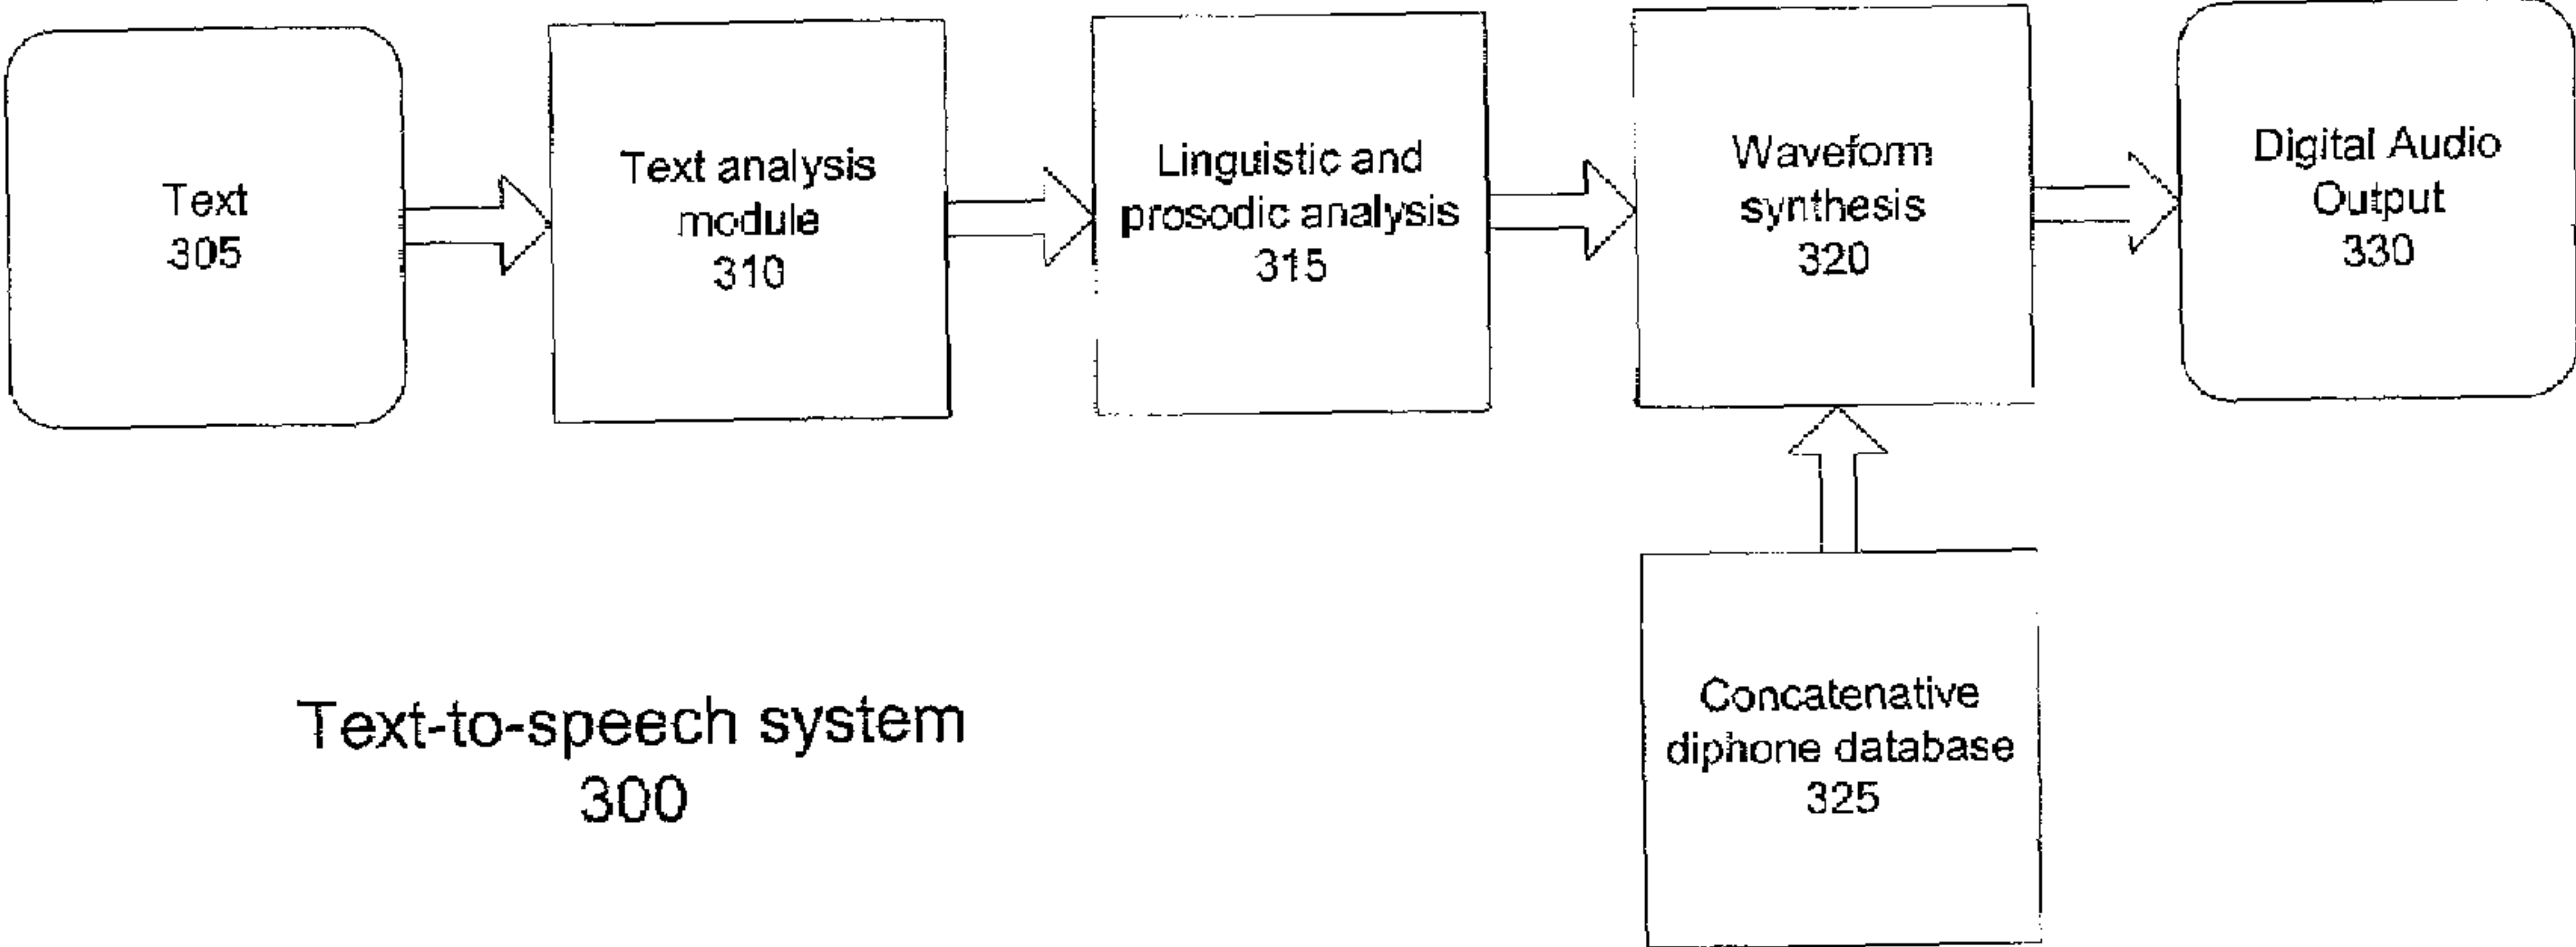 Text
305
Text analysis
module
310
Linguistic and
prosodic analysis
315
Waveform
synthesis
320
Digital Audio
Output
330
Concatenative
diphone database
325
Text-to-speech system
300